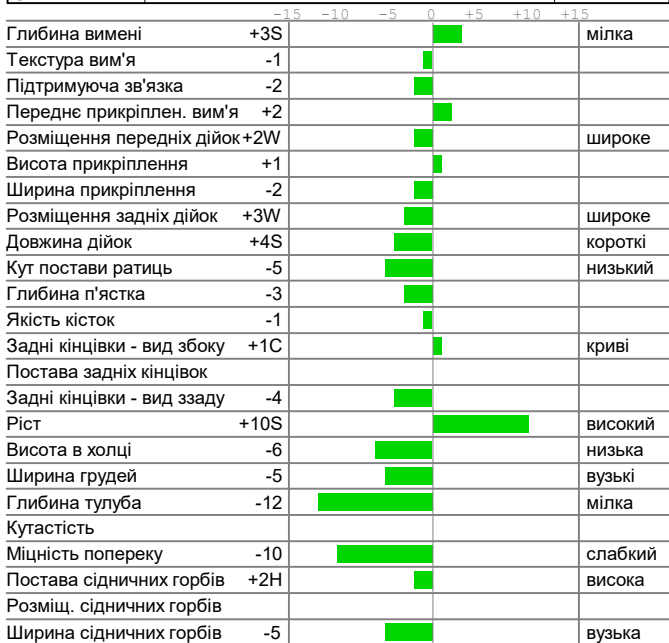 -15 -10 -5 0 +5 +10 +15
Глибина вимені +3S мілка
Текстура вим'я -1
Підтримуюча зв'язка -2
Переднє прикріплен. вим'я +2
Розміщення передніх дійок +2W широке
Висота прикріплення +1
Ширина прикріплення -2
Розміщення задніх дійок +3W широке
Довжина дійок +4S короткі
Кут постави ратиць -5 низький
Глибина п'ястка -3
Якість кісток -1
Задні кінцівки - вид збоку +1C криві
Постава задніх кінцівок
Задні кінцівки - вид ззаду -4
Ріст +10S високий
Висота в холці -6 низька
Ширина грудей -5 вузькі
Глибина тулуба -12 мілка
Кутастість
Міцність попереку -10 слабкий
Постава сідничних горбів +2H висока
Розміщ. сідничних горбів
Ширина сідничних горбів -5 вузька